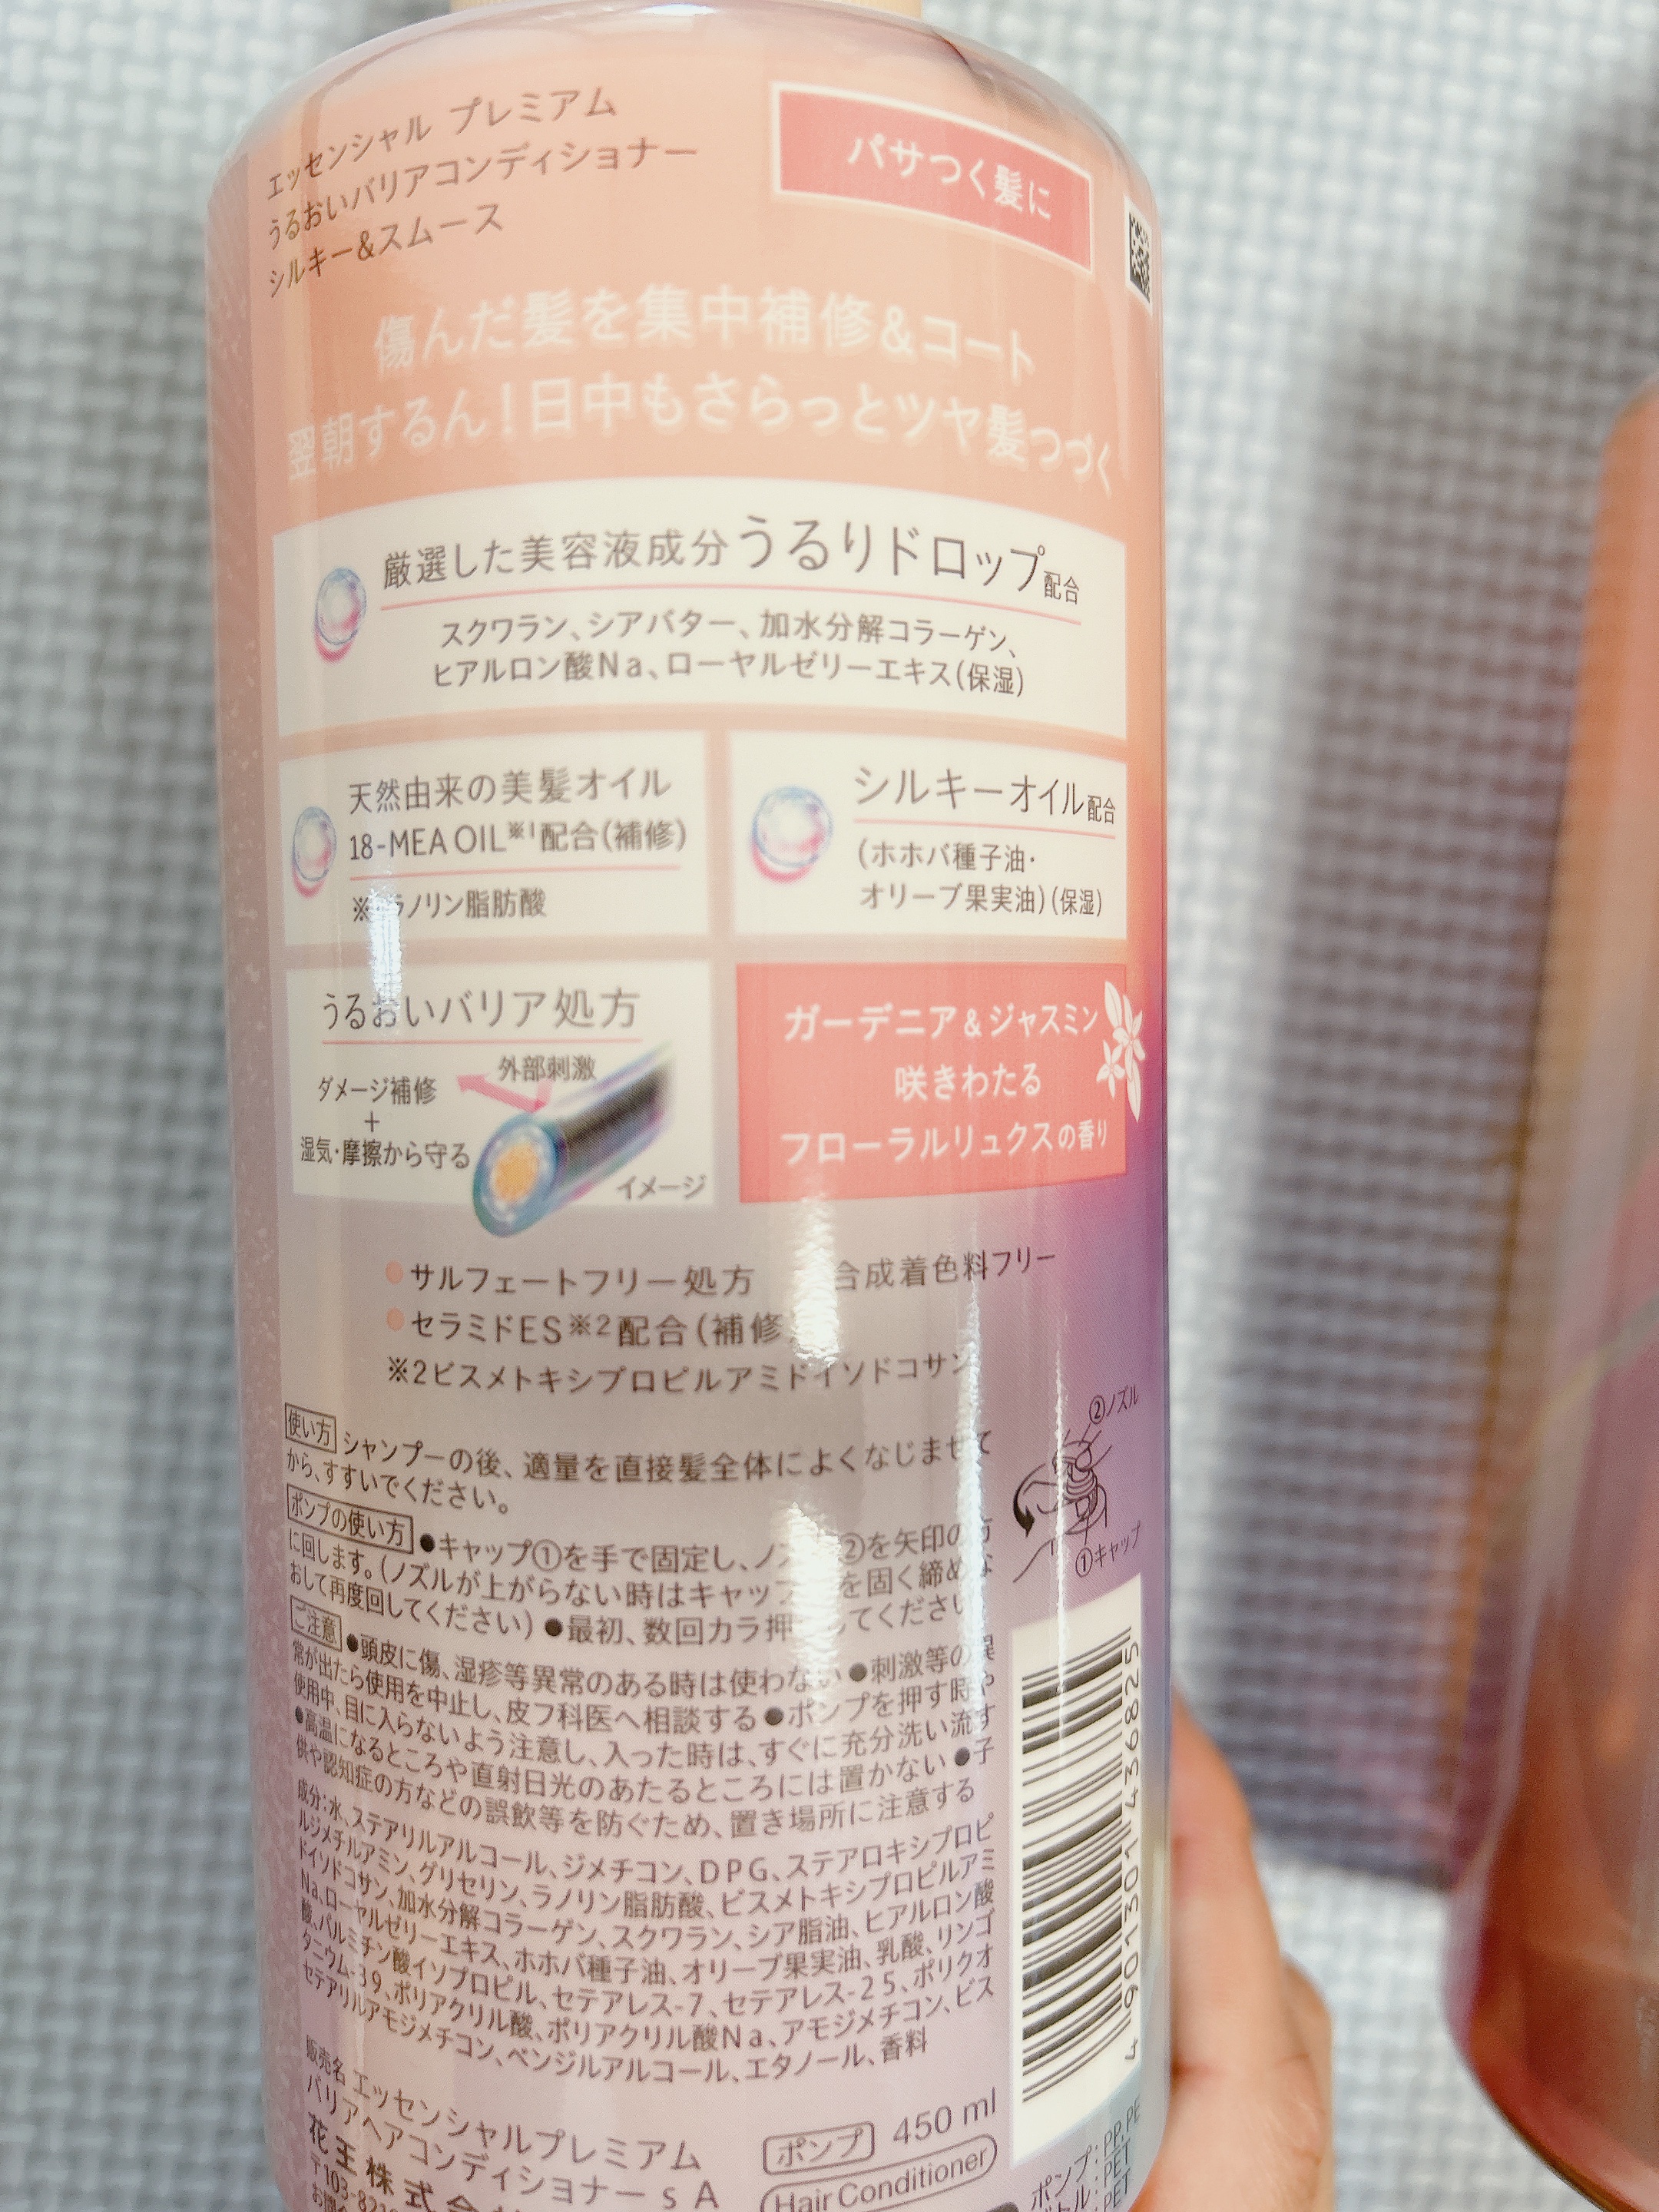 エッセンシャル プレミアム
うるおいバリアコンディショナー
シルキー&スムース
パサつく髪に
傷んだ髪を集中補修&コート
翌朝するん!日中もさらっとツヤ髪つづく
厳選した美容液成分うるりドロップ配合
スクワラン、シアバター、加水分解コラーゲン、
ヒアルロン酸Na、ローヤルゼリーエキス(保湿)
天然由来の美髪オイル
18-MEA OIL※1配合(補修)
ラノリン脂肪酸
シルキーオイル配合
(ホホバ種子油・
オリーブ果実油)(保湿)
うるおいバリア処方
外部刺激
ダメージ補修
+
湿気・摩擦から守る
イメージ
ガーデニア&ジャスミン
咲きわたる
フローラルリュクスの香り
●サルフェートフリー処方 合成着色料フリー
●セラミドES※2配合(補修
※2ビスメトキシプロピルアミドイソドコサン
使い方 シャンプーの後、適量を直接髪全体によくなじませて
から、すすいでください。
ポンプの使い方 ●キャップ①を手で固定し、ノ ②を矢印の方
に回します。(ノズルが上がらない時はキャップ を固く締めな
おして再度回してください) ●最初、数回カラ押 してください
②ノズル
①キャップ
ご注意 ●頭皮に傷、湿疹等異常のある時は使わない ●刺激等の異
常が出たら使用を中止し、皮フ科医へ相談する ●ポンプを押す時や
使用中、目に入らないよう注意し、入った時は、すぐに充分洗い流す
●高温になるところや直射日光のあたるところには置かない ●子
供や認知症の方などの誤飲等を防ぐため、置き場所に注意する
成分:水、ステアリルアルコール、ジメチコン、DPG、ステアロキシプロピ
ルジメチルアミン、グリセリン、ラノリン脂肪酸、ビスメトキシプロピルアミ
ドイソドコサン、加水分解コラーゲン、スクワラン、シア脂油、ヒアルロン酸
Na、ローヤルゼリーエキス、ホホバ種子油、オリーブ果実油、乳酸、リンゴ
酸、パルミチン酸イソプロピル、セテアレス-7、セテアレス-25、ポリクオ
タニウム-39、ポリアクリル酸、ポリアクリル酸Na、アモジメチコン、ビス
セテアリルアモジメチコン、ベンジルアルコール、エタノール、香料
販売名 エッセンシャルプレミアム
バリアヘアコンディショナー s A
花王株式会
〒103-8210
ポンプ 450 ml
Hair Conditioner
4 901301 436825
ポンプ:PP,PE
:PET
:PET